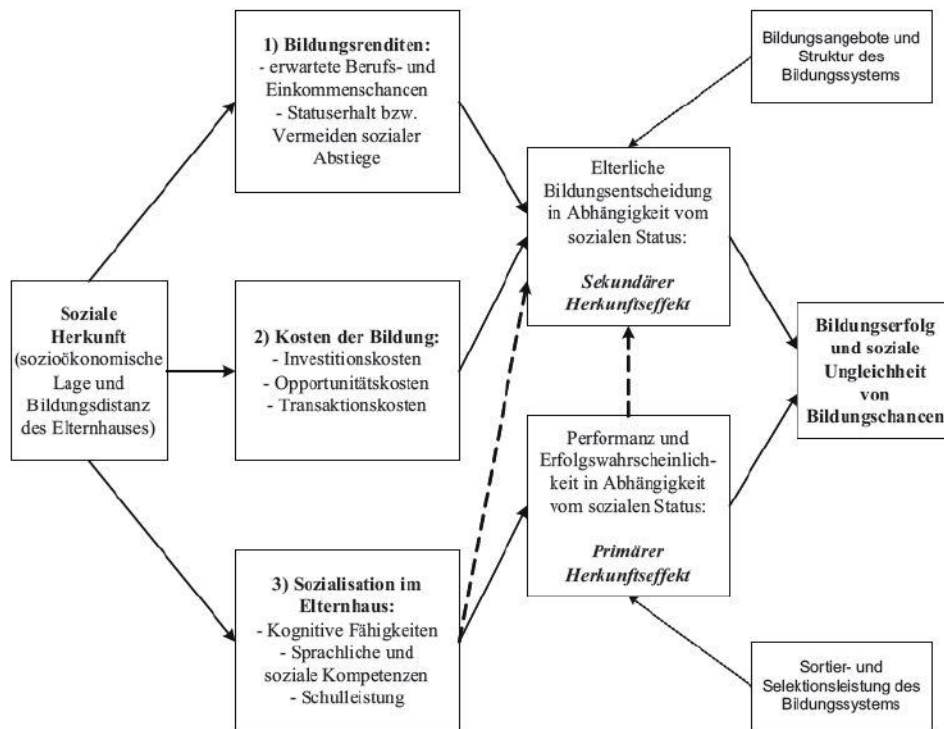 1) Bildungsrenditen:
- erwartete Berufs- und
Einkommenschancen
- Statuserhalt bzw.
Vermeiden sozialer
Abstiege
Bildungsangebote und
Struktur des
Bildungssystems
Elterliche
Bildungsentscheidung
in Abhängigkeit vom
sozialen Status:
Sekundärer
Herkunftseffekt
Soziale
Herkunft
(sozioökonomische
Lage und
Bildungsdistanz
des Elternhauses)
2) Kosten der Bildung:
- Investitionskosten
- Opportunitätskosten
- Transaktionskosten
Bildungserfolg
und soziale
Ungleichheit
von
Bildungschancen
Performanz und
Erfolgswahrscheinlich-
keit in Abhängigkeit
vom sozialen Status:
Primärer
Herkunftseffekt
3) Sozialisation im
Elternhaus:
- Kognitive Fähigkeiten
- Sprachliche und
soziale Kompetenzen
- Schulleistung
Sortier- und
Selektionsleistung des
Bildungssystems